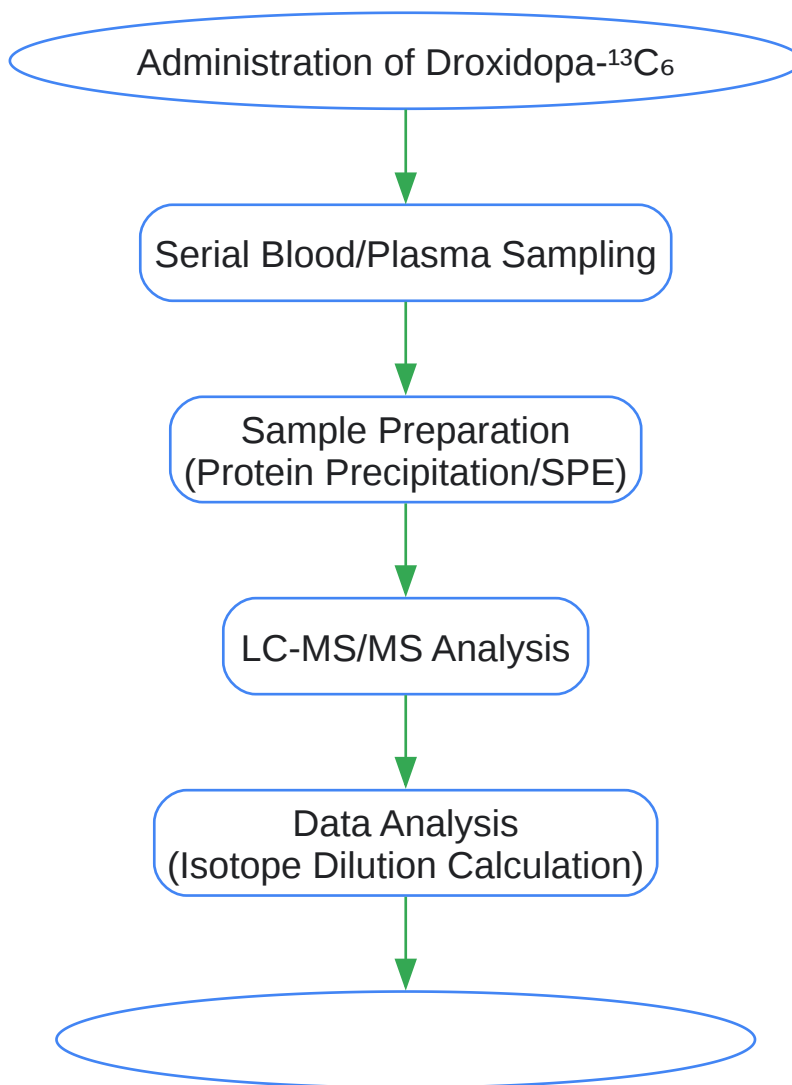 Administration of Droxidopa-¹³C₆
Serial Blood/Plasma Sampling
Sample Preparation
(Protein Precipitation/SPE)
LC-MS/MS Analysis
Data Analysis
(Isotope Dilution Calculation)